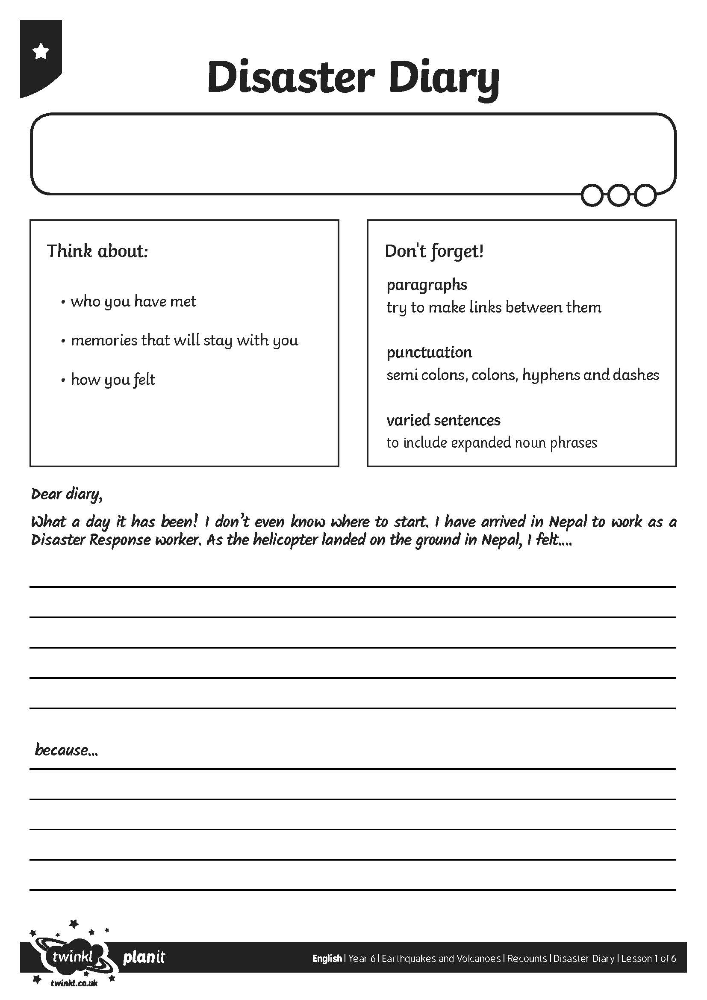 Disaster Diary
Think about:
• who you have met
• memories that will stay with you
• how you felt
Don't forget!
paragraphs
try to make links between them
punctuation
semi colons, colons, hyphens and dashes
varied sentences
to include expanded noun phrases
Dear diary,
What a day it has been! I don’t even know where to start. I have arrived in Nepal to work as a
Disaster Response worker. As the helicopter landed on the ground in Nepal, I felt....
because...
twinkl
planit
English | Year 6 | Earthquakes and Volcanoes | Recounts | Disaster Diary | Lesson 1 of 6
twinkl.co.uk